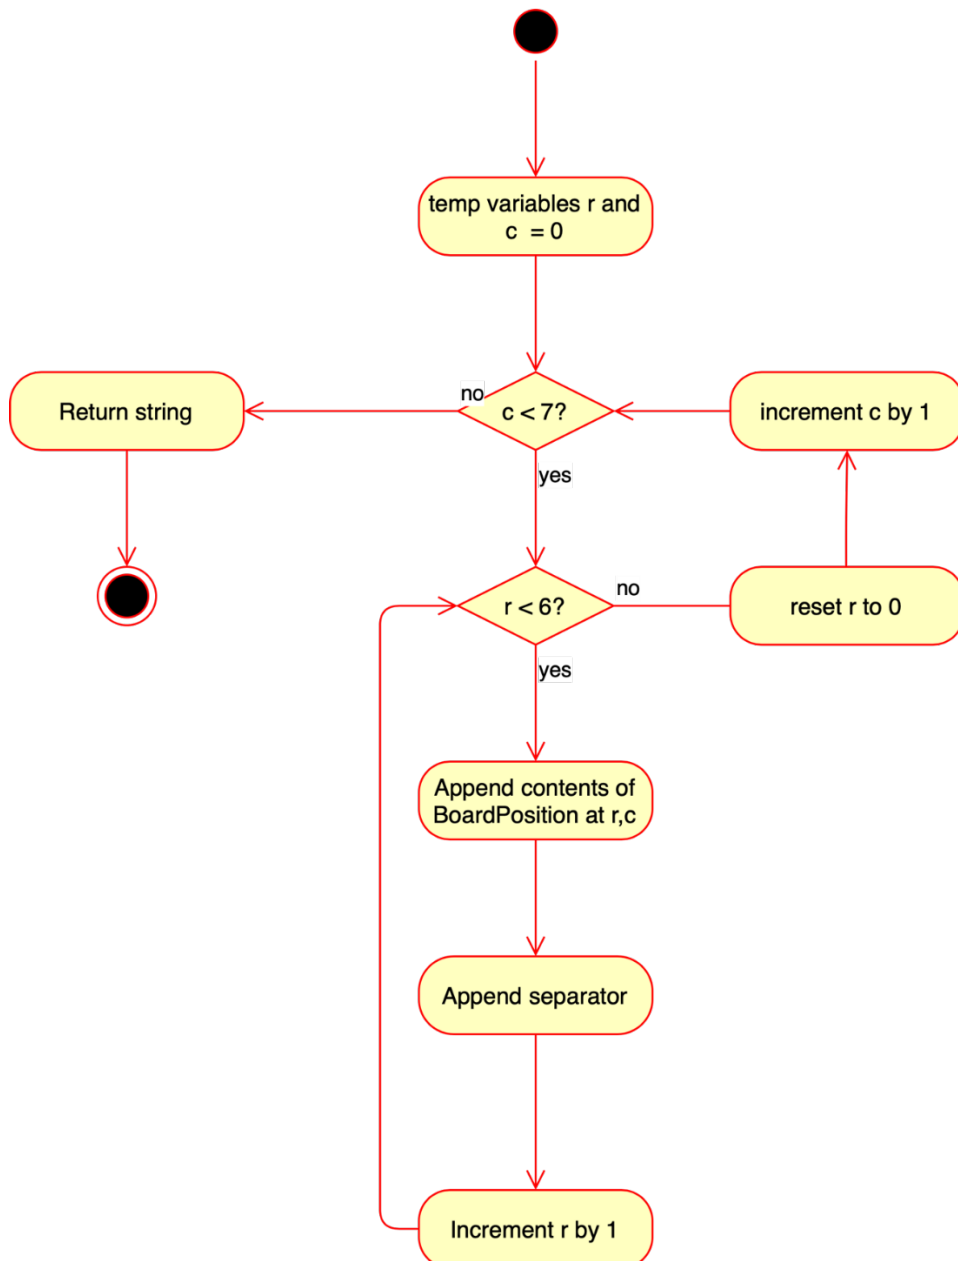 temp variables r and
c = 0
no
c < 7?
Return string
increment c by 1
yes
no
r < 6?
reset r to 0
yes
Append contents of
BoardPosition at r,c
Append separator
Increment r by 1